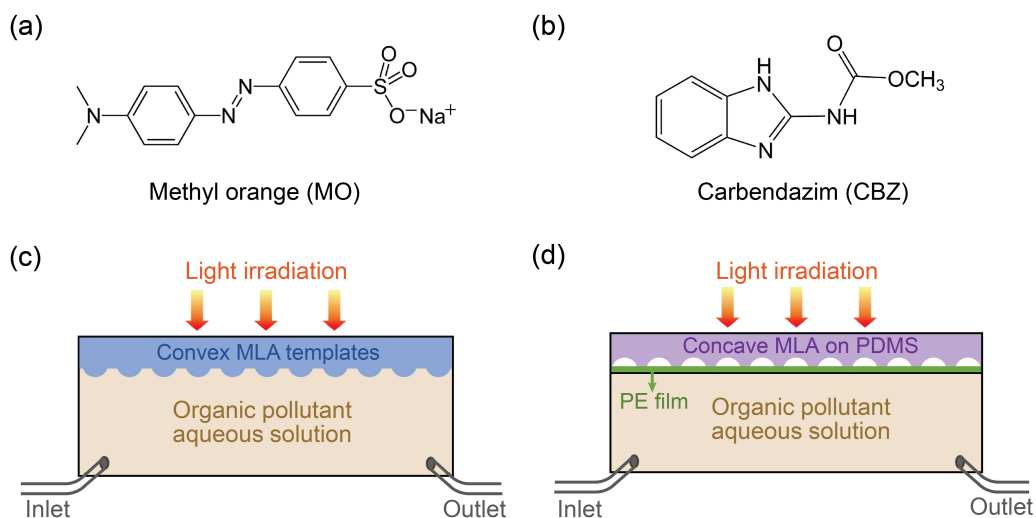 (a)
N
N
N
S
O
O
O⁻Na⁺
Methyl orange (MO)
(b)
H
N
N
NH
O
OCH₃
Carbendazim (CBZ)
(c)
Light irradiation
Convex MLA templates
Organic pollutant
aqueous solution
Inlet
Outlet
(d)
Light irradiation
Concave MLA on PDMS
PE film
Organic pollutant
aqueous solution
Inlet
Outlet